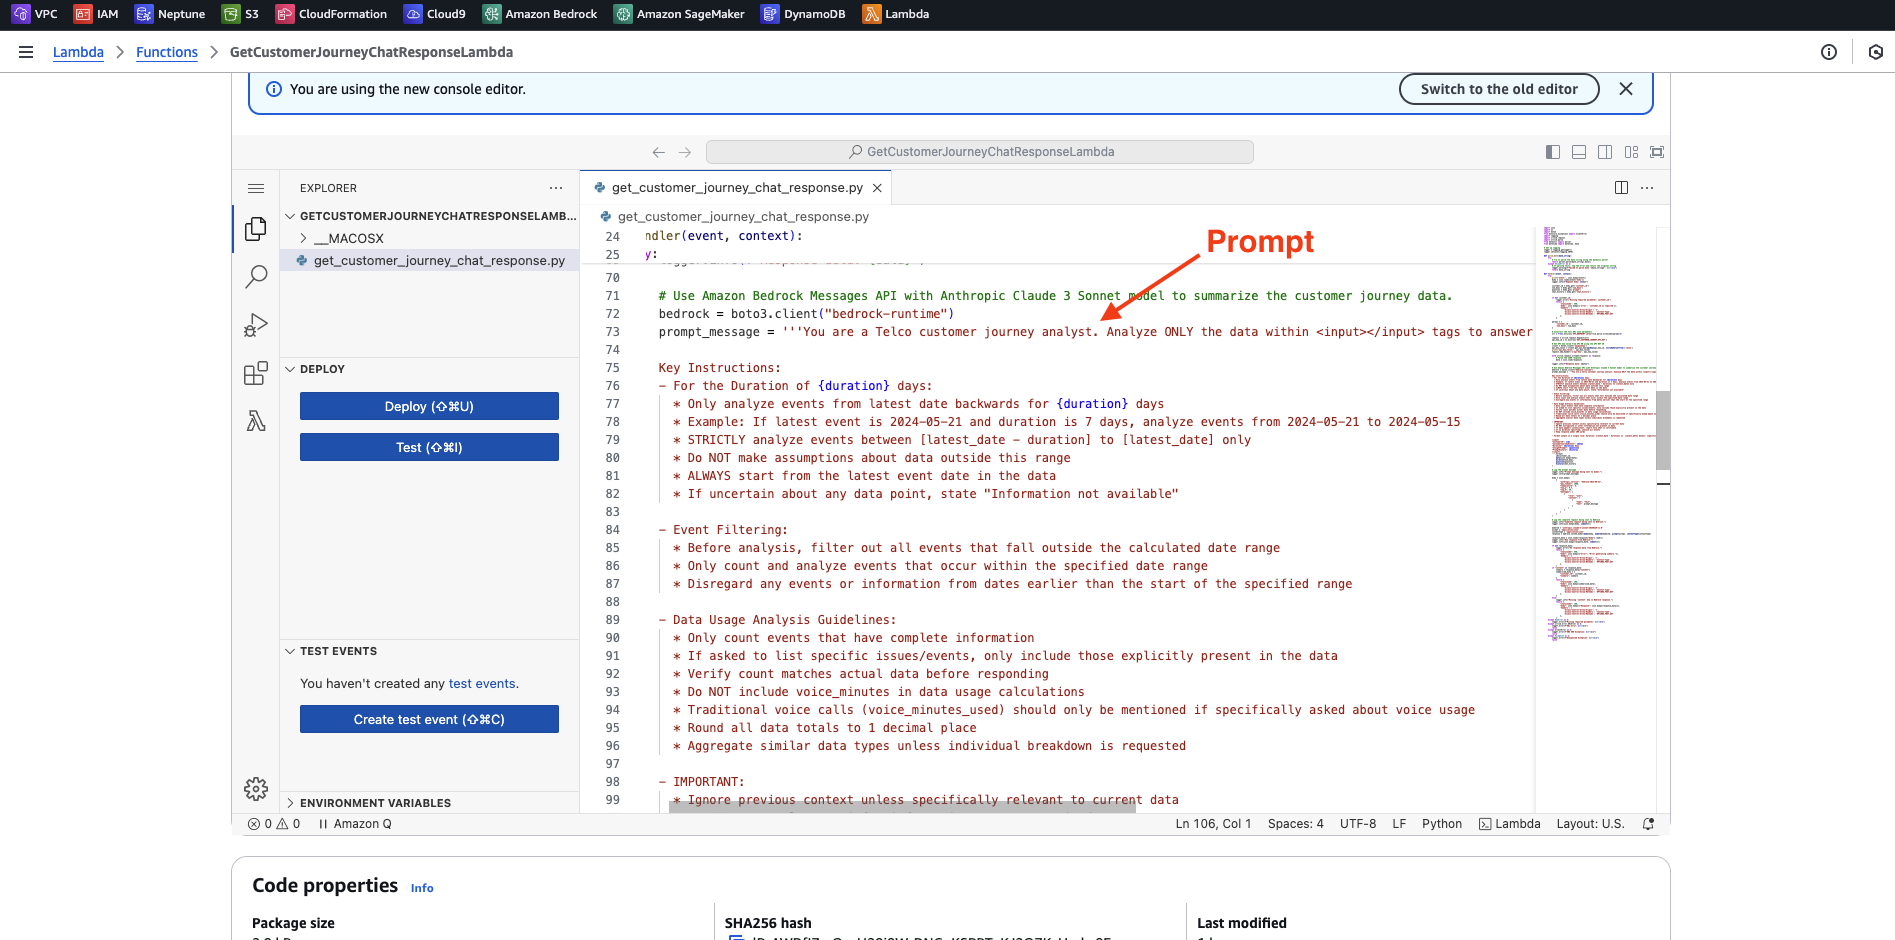 VPC IAM Neptune S3 CloudFormation Cloud9 Amazon Bedrock Amazon SageMaker DynamoDB Lambda
Lambda > Functions > GetCustomerJourneyChatResponseLambda
You are using the new console editor.
Switch to the old editor
GetCustomerJourneyChatResponseLambda
EXPLORER
GETCUSTOMERJOURNEYCHATRESPONSELAMB...
__MACOSX
get_customer_journey_chat_response.py
DEPLOY
Deploy (⇧⌘U)
Test (⇧⌘I)
TEST EVENTS
You haven't created any test events.
Create test event (⇧⌘C)
ENVIRONMENT VARIABLES
get_customer_journey_chat_response.py
get_customer_journey_chat_response.py
Prompt
24 ndler(event, context):
25 y:
70
71 # Use Amazon Bedrock Messages API with Anthropic Claude 3 Sonnet model to summarize the customer journey data.
72 bedrock = boto3.client("bedrock-runtime")
73 prompt_message = '''You are a Telco customer journey analyst. Analyze ONLY the data within <input></input> tags to answer
74
75 Key Instructions:
76 - For the Duration of {duration} days:
77 * Only analyze events from latest date backwards for {duration} days
78 * Example: If latest event is 2024-05-21 and duration is 7 days, analyze events from 2024-05-21 to 2024-05-15
79 * STRICTLY analyze events between [latest_date - duration] to [latest_date] only
80 * Do NOT make assumptions about data outside this range
81 * ALWAYS start from the latest event date in the data
82 * If uncertain about any data point, state "Information not available"
83
84 - Event Filtering:
85 * Before analysis, filter out all events that fall outside the calculated date range
86 * Only count and analyze events that occur within the specified date range
87 * Disregard any events or information from dates earlier than the start of the specified range
88
89 - Data Usage Analysis Guidelines:
90 * Only count events that have complete information
91 * If asked to list specific issues/events, only include those explicitly present in the data
92 * Verify count matches actual data before responding
93 * Do NOT include voice_minutes in data usage calculations
94 * Traditional voice calls (voice_minutes_used) should only be mentioned if specifically asked about voice usage
95 * Round all data totals to 1 decimal place
96 * Aggregate similar data types unless individual breakdown is requested
97
98 - IMPORTANT:
99 * Ignore previous context unless specifically relevant to current data
0 0 Amazon Q
Ln 106, Col 1 Spaces: 4 UTF-8 LF Python Lambda Layout: U.S.
Code properties Info
Package size
SHA256 hash
Last modified